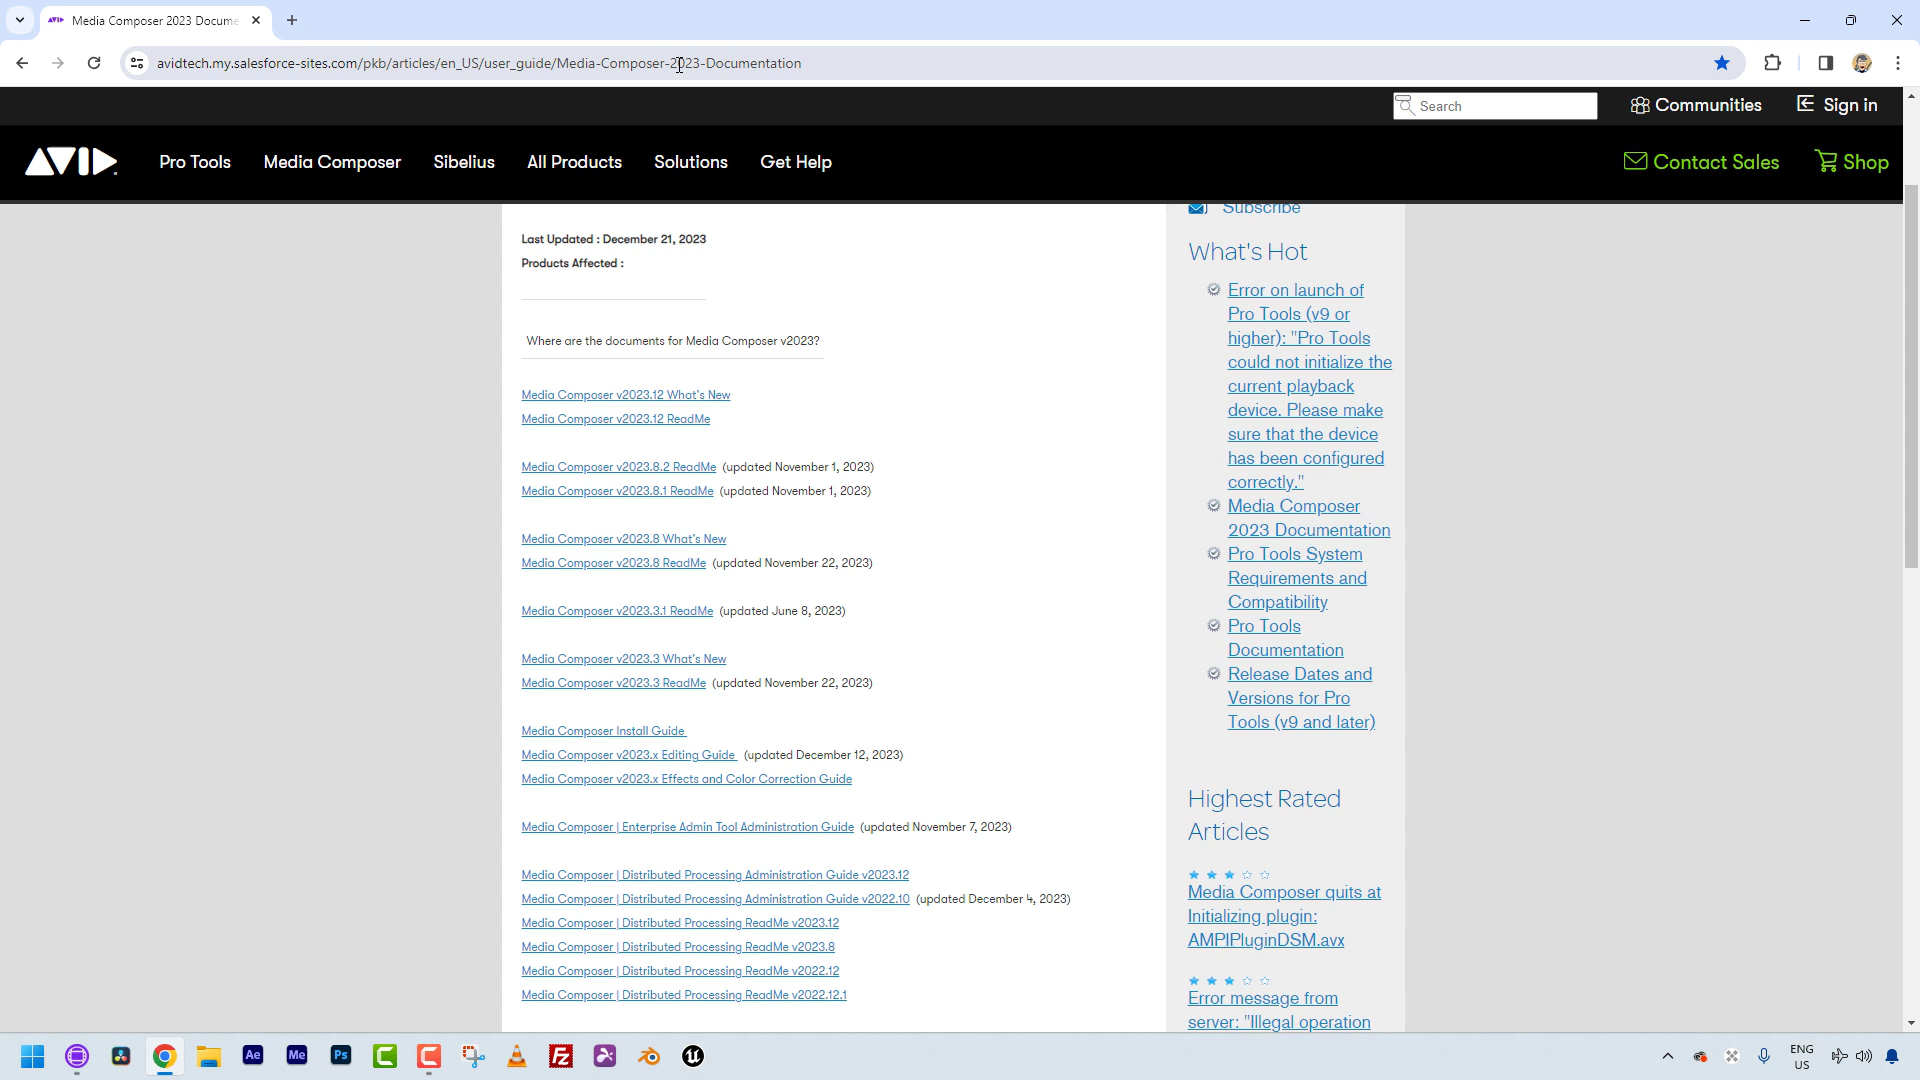 Media Composer 2023 Docume
avidtech.my.salesforce-sites.com/pkb/articles/en_US/user_guide/Media-Composer-2023-Documentation
Search
Communities
Sign in
AVID
Pro Tools
Media Composer
Sibelius
All Products
Solutions
Get Help
Contact Sales
Shop
Last Updated : December 21, 2023
Products Affected :
Where are the documents for Media Composer v2023?
Media Composer v2023.12 What's New
Media Composer v2023.12 ReadMe
Media Composer v2023.8.2 ReadMe (updated November 1, 2023)
Media Composer v2023.8.1 ReadMe (updated November 1, 2023)
Media Composer v2023.8 What's New
Media Composer v2023.8 ReadMe (updated November 22, 2023)
Media Composer v2023.3.1 ReadMe (updated June 8, 2023)
Media Composer v2023.3 What's New
Media Composer v2023.3 ReadMe (updated November 22, 2023)
Media Composer Install Guide
Media Composer v2023.x Editing Guide (updated December 12, 2023)
Media Composer v2023.x Effects and Color Correction Guide
Media Composer | Enterprise Admin Tool Administration Guide (updated November 7, 2023)
Media Composer | Distributed Processing Administration Guide v2023.12
Media Composer | Distributed Processing Administration Guide v2022.10 (updated December 4, 2023)
Media Composer | Distributed Processing ReadMe v2023.12
Media Composer | Distributed Processing ReadMe v2023.8
Media Composer | Distributed Processing ReadMe v2022.12
Media Composer | Distributed Processing ReadMe v2022.12.1
Subscribe
What's Hot
Error on launch of
Pro Tools (v9 or
higher): "Pro Tools
could not initialize the
current playback
device. Please make
sure that the device
has been configured
correctly."
Media Composer
2023 Documentation
Pro Tools System
Requirements and
Compatibility
Pro Tools
Documentation
Release Dates and
Versions for Pro
Tools (v9 and later)
Highest Rated
Articles
Media Composer quits at
Initializing plugin:
AMPIPluginDSM.avx
Error message from
server: "Illegal operation
Ae
Me
Ps
C
C
Fz
ENG
US